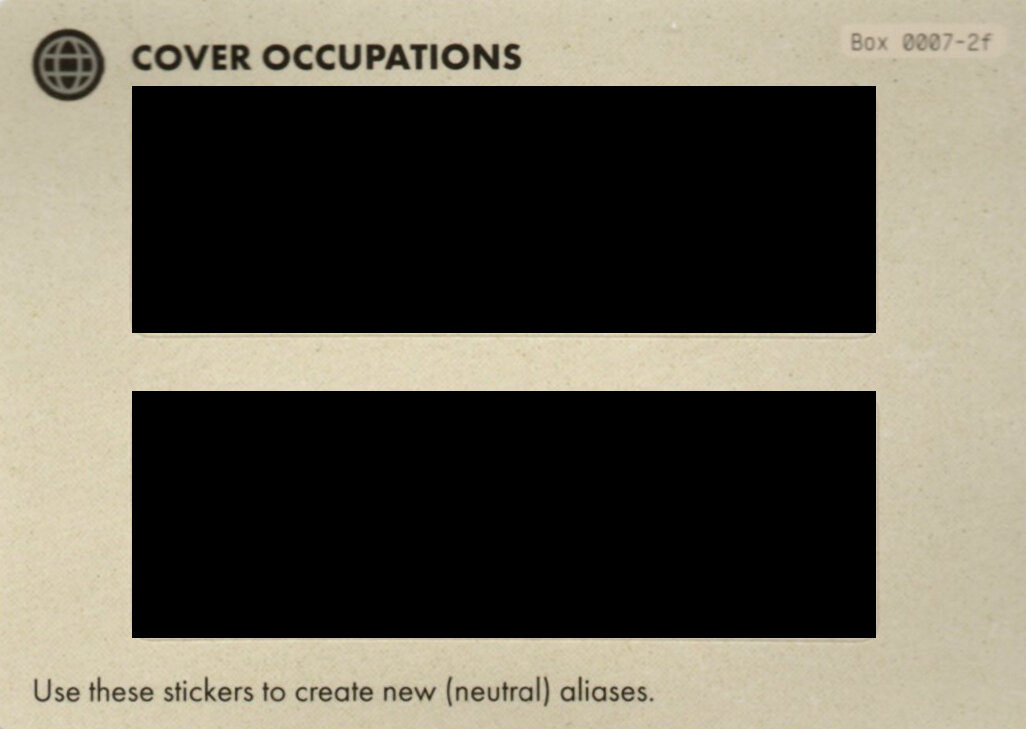 COVER OCCUPATIONS
Box 0007-2f
Use these stickers to create new (neutral) aliases.